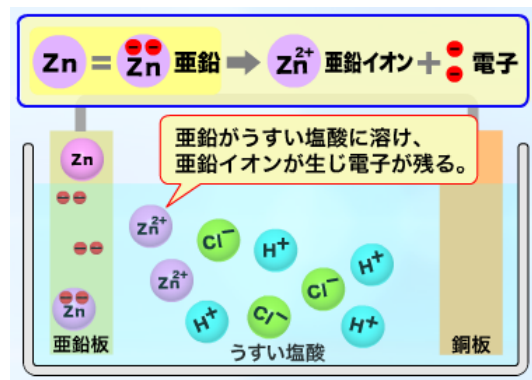 Zn = Zn 亜鉛 → Zn²⁺ 亜鉛イオン + 電子
亜鉛がうすい塩酸に溶け、
亜鉛イオンが生じ電子が残る。
Zn
Zn²⁺
Cl⁻
H⁺
H⁺
Zn²⁺
Cl⁻
Zn
H⁺
Cl⁻
H⁺
亜鉛板
うすい塩酸
銅板